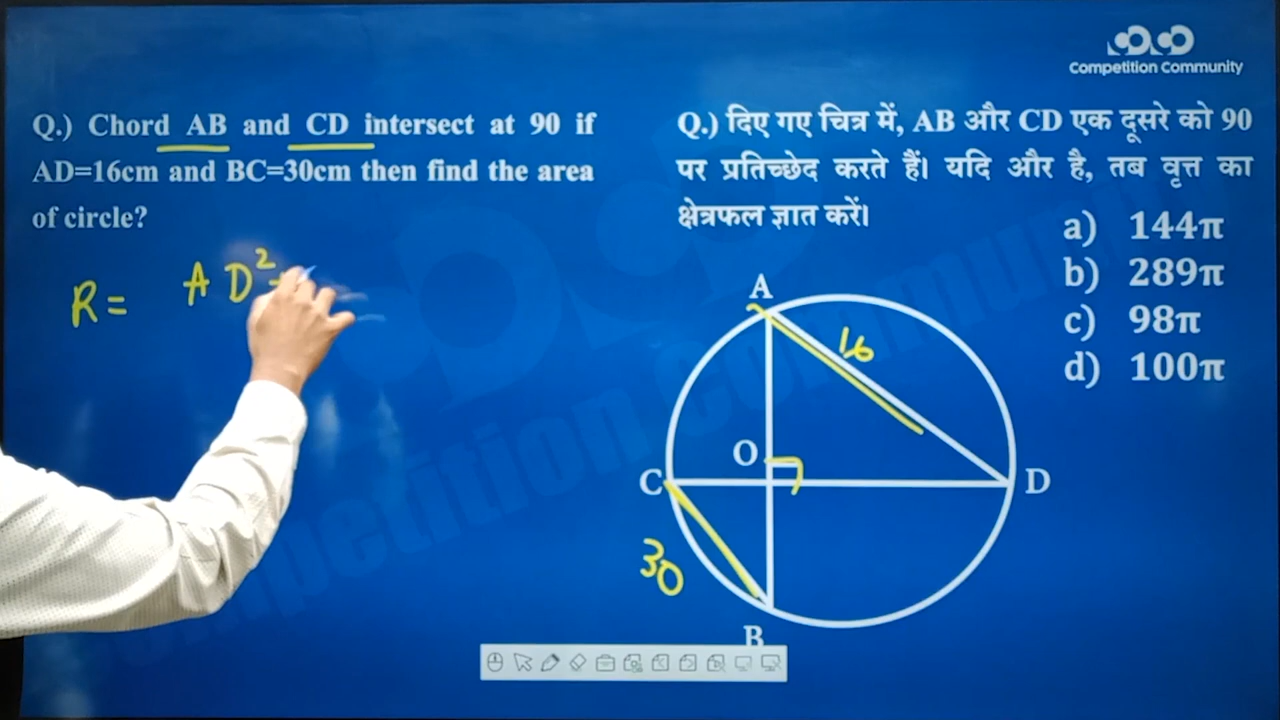 Competition Community
Q.) Chord AB and CD intersect at 90 if
AD=16cm and BC=30cm then find the area
of circle?
R= AD²+
Q.) दिए गए चित्र में, AB और CD एक दूसरे को 90
पर प्रतिच्छेद करते हैं। यदि और है, तब वृत्त का
क्षेत्रफल ज्ञात करें।
a) 144π
b) 289π
c) 98π
d) 100π
A
16
O
C
D
30
B
Competition Community